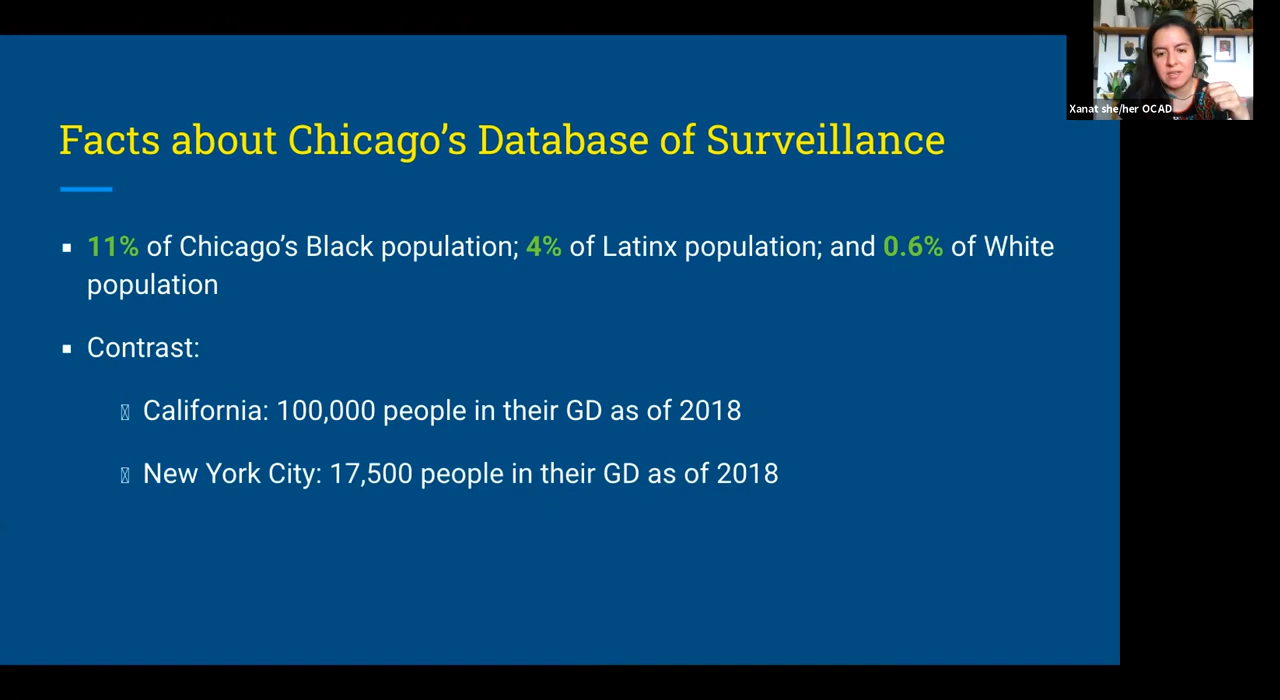 Xanat she/her OCAD
Facts about Chicago’s Database of Surveillance
▪ 11% of Chicago’s Black population; 4% of Latinx population; and 0.6% of White
population
▪ Contrast:
California: 100,000 people in their GD as of 2018
New York City: 17,500 people in their GD as of 2018